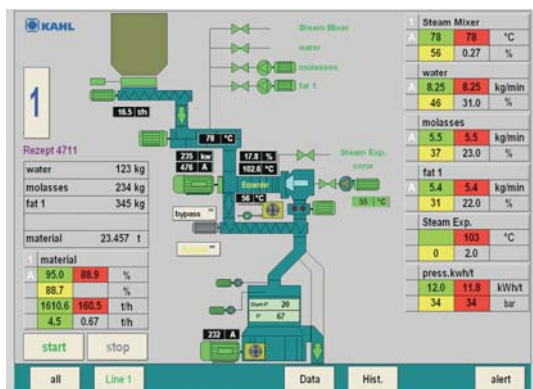 KAHL
1
Rezept 4711
water 123 kg
molasses 234 kg
fat 1 345 kg
material 23.457 t
1 material
A 95.0 88.9 %
88.7 %
1610.6 160.5 t/h
4.5 0.67 t/h
start stop
Steam Mixer
water
molasses
fat 1
16.5 t/h
78 °C
235 kw
476 A
17.8 %
102.6 °C
Expander
56 °C
Steam Exp.
cone
55 °C
bypass
20
67
232 A
1 Steam Mixer
A 78 78 °C
56 0.27 %
water
A 8.25 8.25 kg/min
46 31.0 %
molasses
A 5.5 5.5 kg/min
37 23.0 %
fat 1
A 5.4 5.4 kg/min
31 22.0 %
Steam Exp.
103 °C
0 2.0
press.kwh/t
12.0 11.8 kWh/t
34 34 bar
all Line 1 Data Hist. alert